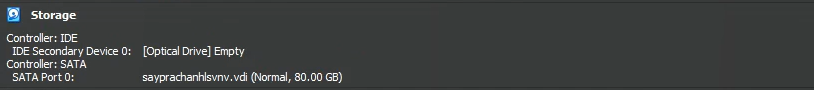 Storage
Controller: IDE
IDE Secondary Device 0: [Optical Drive] Empty
Controller: SATA
SATA Port 0: sayprachanhlsvnv.vdi (Normal, 80.00 GB)